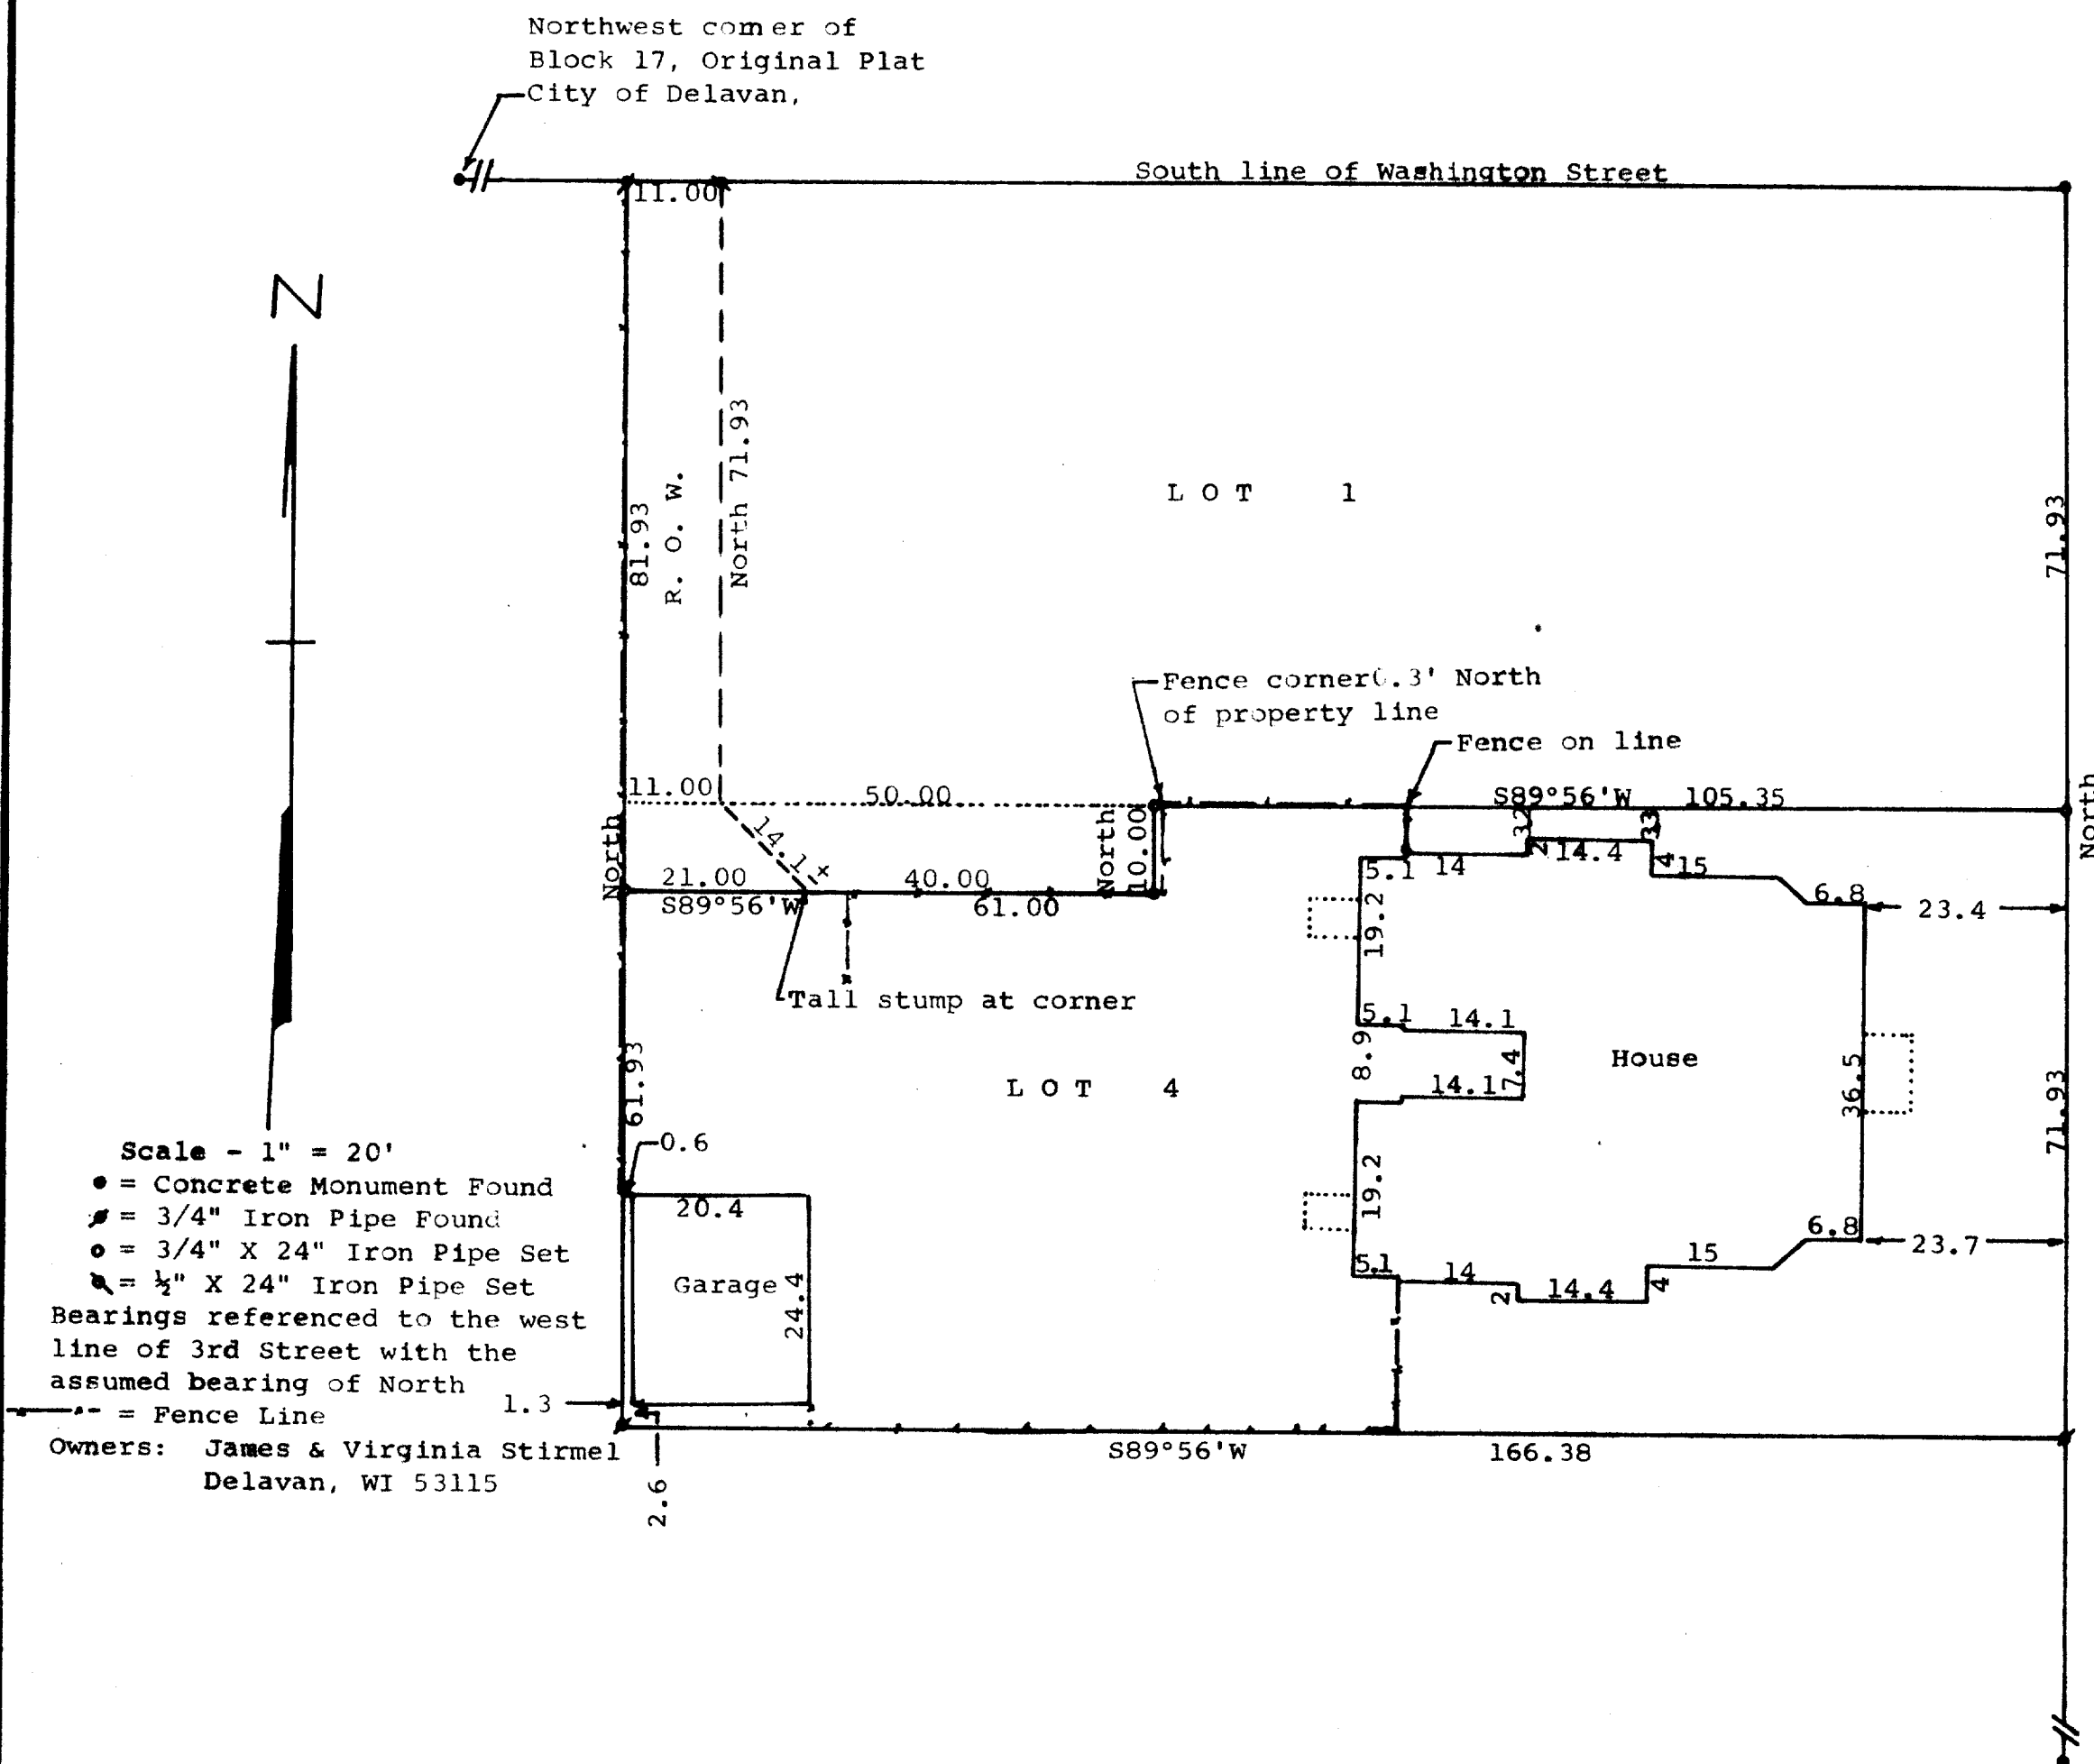 Northwest corner of
Block 17, Original Plat
City of Delavan,
South line of Washington Street
11.00
N
81.93
R. O. W.
North 71.93
LOT 1
71.93
Fence corner 0.3' North
of property line
Fence on line
11.00
50.00
S89°56'W 105.35
North
North
North
10.00
14.1±
21.00
S89°56'W
40.00
61.00
Tall stump at corner
5.1
14
2
14.4
4
15
6.8
23.4
19.2
5.1
14.1
8.9
7.4
14.1
House
36.5
LOT 4
61.93
71.93
0.6
20.4
Garage
24.4
19.2
6.8
23.7
5.1
14
2
14.4
4
15
1.3
2.6
S89°56'W
166.38
Scale - 1" = 20'
= Concrete Monument Found
= 3/4" Iron Pipe Found
= 3/4" X 24" Iron Pipe Set
= ½" X 24" Iron Pipe Set
Bearings referenced to the west
line of 3rd Street with the
assumed bearing of North
= Fence Line
Owners: James & Virginia Stirmel
Delavan, WI 53115